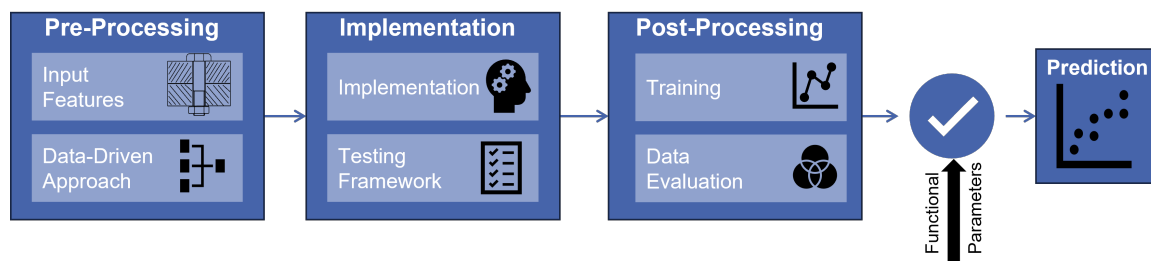 Pre-Processing
Input
Features
Data-Driven
Approach
Implementation
Implementation
Testing
Framework
Post-Processing
Training
Data
Evaluation
Functional
Parameters
Prediction